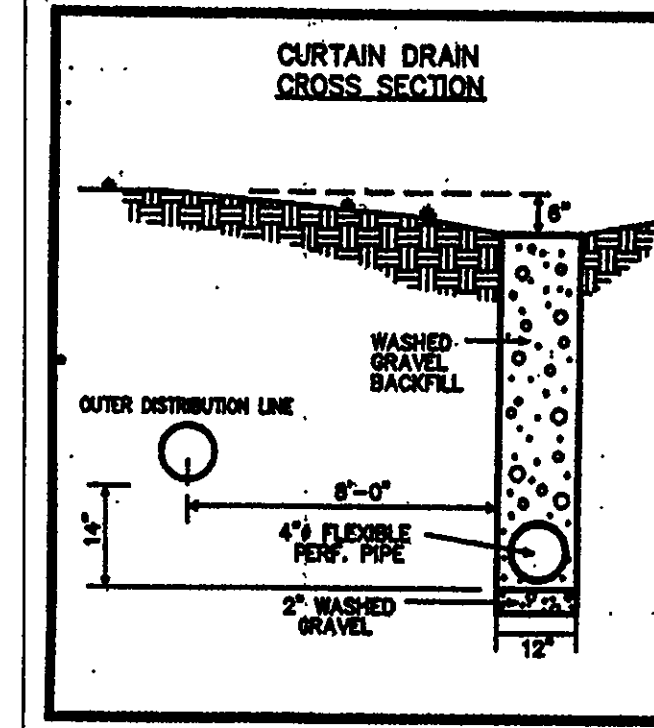 CURTAIN DRAIN
CROSS SECTION
6"
WASHED
GRAVEL
BACKFILL
OUTER DISTRIBUTION LINE
8'-0"
14"
4"ø FLEXIBLE
PERF. PIPE
2" WASHED
GRAVEL
12"